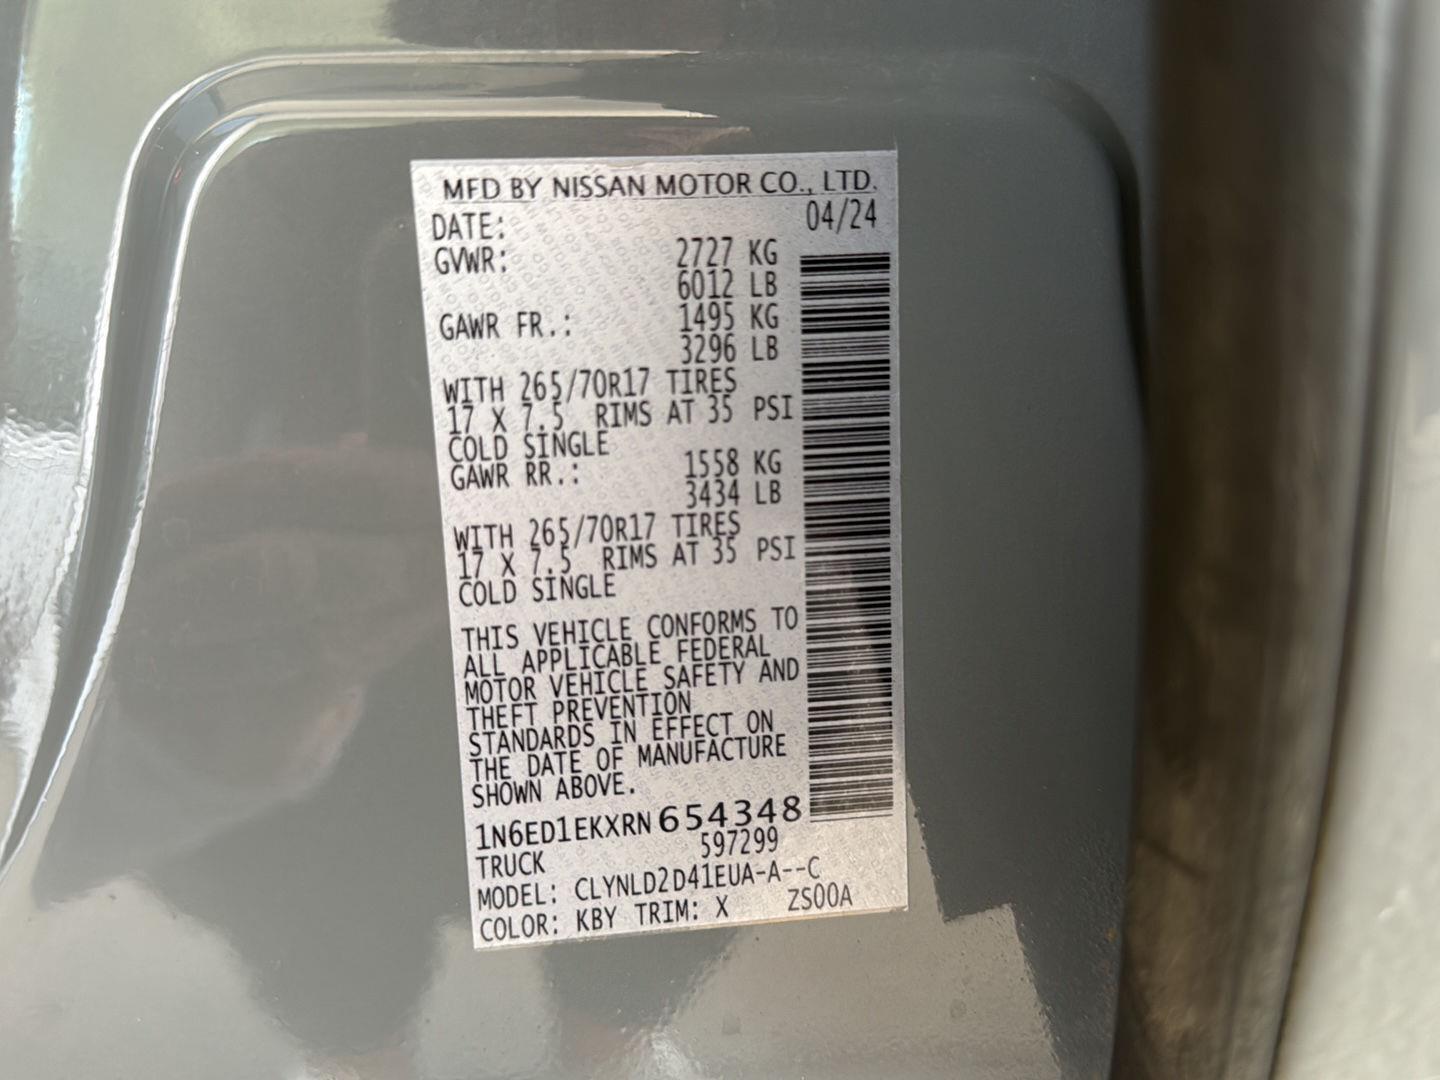 MFD BY NISSAN MOTOR CO., LTD.
DATE: 04/24
GVWR: 2727 KG
6012 LB
GAWR FR.: 1495 KG
3296 LB
WITH 265/70R17 TIRES
17 X 7.5 RIMS AT 35 PSI
COLD SINGLE
GAWR RR.: 1558 KG
3434 LB
WITH 265/70R17 TIRES
17 X 7.5 RIMS AT 35 PSI
COLD SINGLE
THIS VEHICLE CONFORMS TO
ALL APPLICABLE FEDERAL
MOTOR VEHICLE SAFETY AND
THEFT PREVENTION
STANDARDS IN EFFECT ON
THE DATE OF MANUFACTURE
SHOWN ABOVE.
1N6ED1EKXRN654348
TRUCK 597299
MODEL: CLYNLD2D41EUA-A--C
COLOR: KBY TRIM: X ZS00A